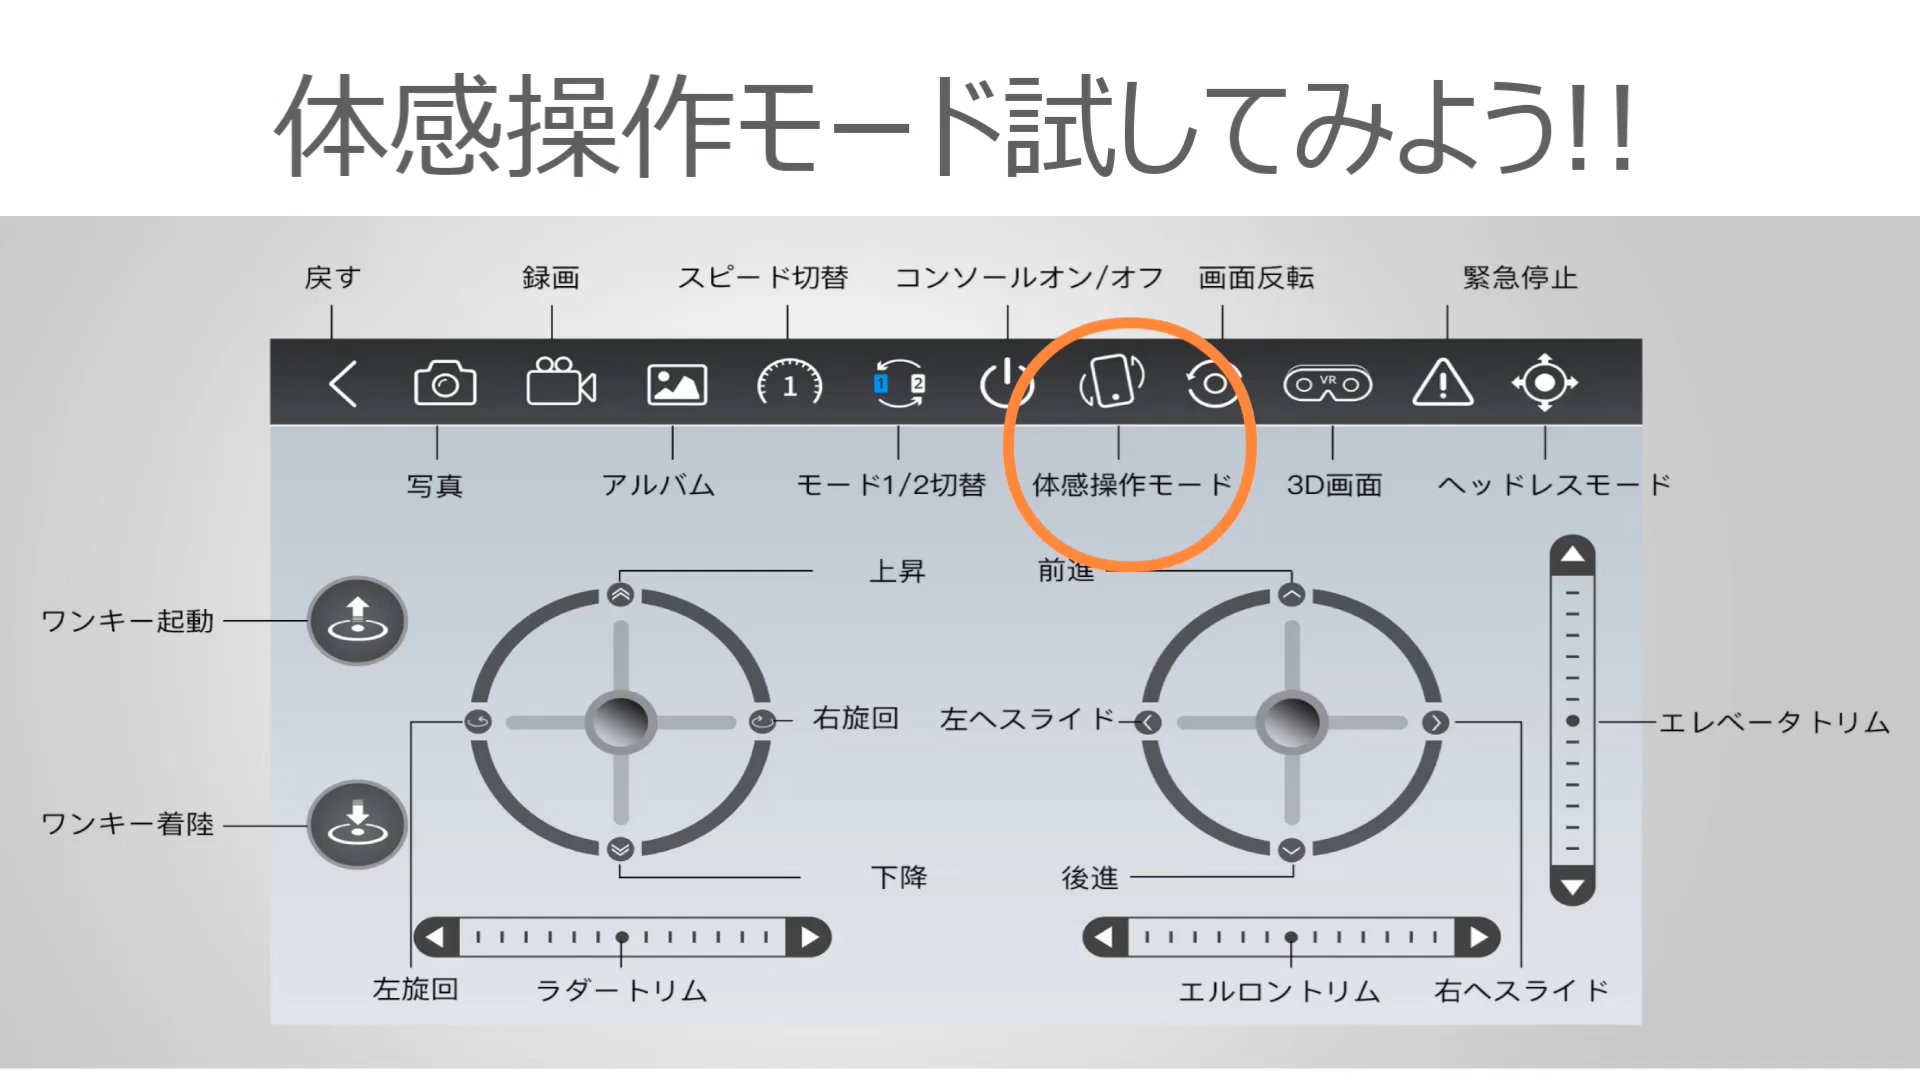 体感操作モード試してみよう!!
戻す
録画
スピード切替
コンソールオン/オフ
画面反転
緊急停止
1
1
2
VR
写真
アルバム
モード1/2切替
体感操作モード
3D画面
ヘッドレスモード
上昇
前進
ワンキー起動
右旋回
左へスライド
エレベータトリム
ワンキー着陸
下降
後進
左旋回
ラダートリム
エルロントリム
右へスライド